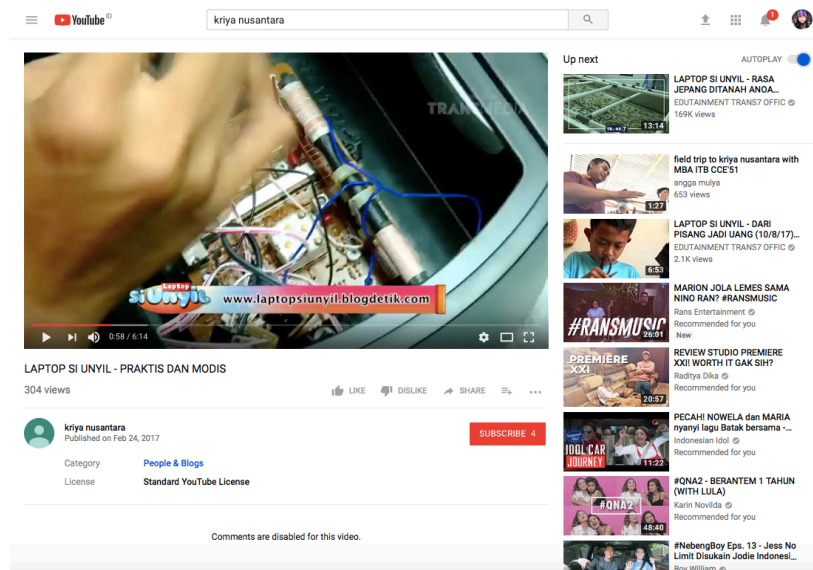 YouTube ID
kriya nusantara
1
TRANSMEDIA
Laptop
si Unyil
www.laptopsiunyil.blogdetik.com
0:58 / 6:14
LAPTOP SI UNYIL - PRAKTIS DAN MODIS
304 views
LIKE
DISLIKE
SHARE
kriya nusantara
Published on Feb 24, 2017
SUBSCRIBE 4
Category
People & Blogs
License
Standard YouTube License
Comments are disabled for this video.
Up next
AUTOPLAY
13:14
LAPTOP SI UNYIL - RASA
JEPANG DITANAH ANOA...
EDUTAINMENT TRANS7 OFFIC
169K views
1:27
field trip to kriya nusantara with
MBA ITB CCE'51
angga mulya
653 views
6:53
LAPTOP SI UNYIL - DARI
PISANG JADI UANG (10/8/17)...
EDUTAINMENT TRANS7 OFFIC
2.1K views
#RANSMUSIC
26:01
MARION JOLA LEMES SAMA
NINO RAN? #RANSMUSIC
Rans Entertainment
Recommended for you
New
PREMIERE
XXI
20:57
REVIEW STUDIO PREMIERE
XXI! WORTH IT GAK SIH?
Raditya Dika
Recommended for you
IDOL CAR
JOURNEY
11:22
PECAH! NOWELA dan MARIA
nyanyi lagu Batak bersama -...
Indonesian Idol
Recommended for you
#QNA2
48:40
#QNA2 - BERANTEM 1 TAHUN
(WITH LULA)
Karin Novilda
Recommended for you
#NebengBoy Eps. 13 - Jess No
Limit Disukain Jodie Indonesi...
Boy William